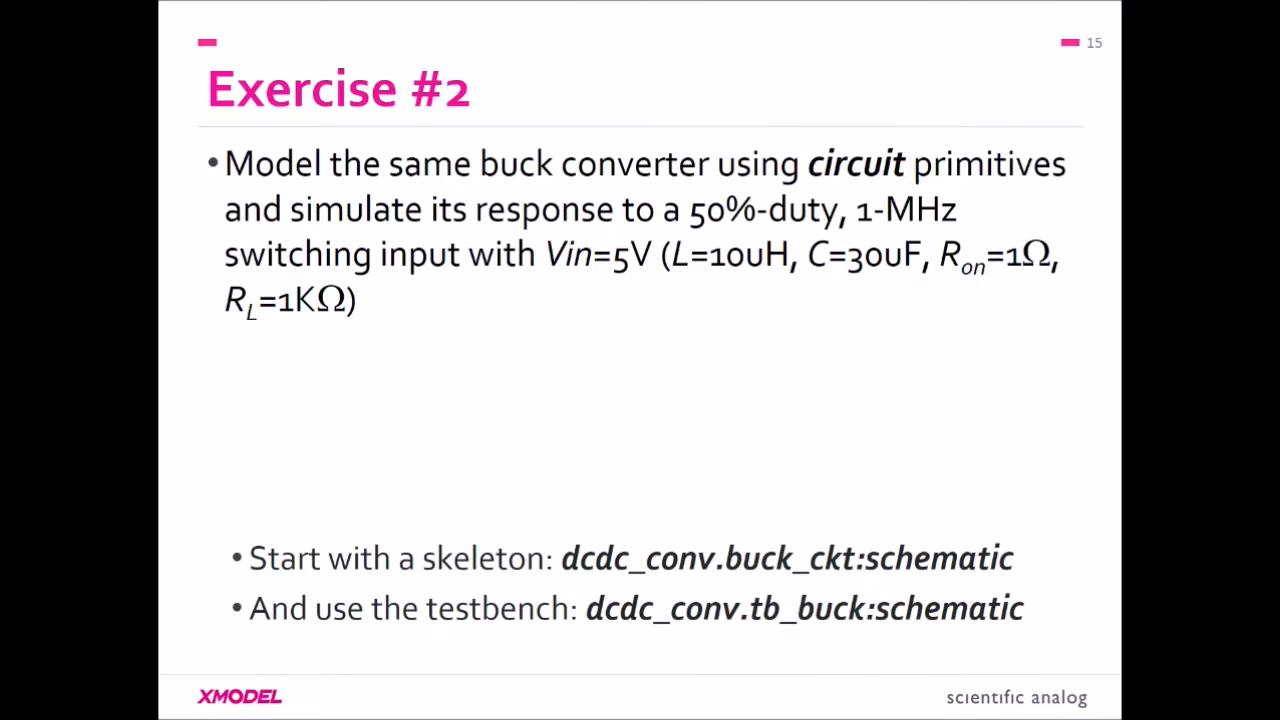 15
Exercise #2
•Model the same buck converter using circuit primitives
and simulate its response to a 50%-duty, 1-MHz
switching input with Vin=5V (L=10uH, C=30uF, Ron=1Ω,
RL=1KΩ)
•Start with a skeleton: dcdc_conv.buck_ckt:schematic
•And use the testbench: dcdc_conv.tb_buck:schematic
XMODEL
scientific analog